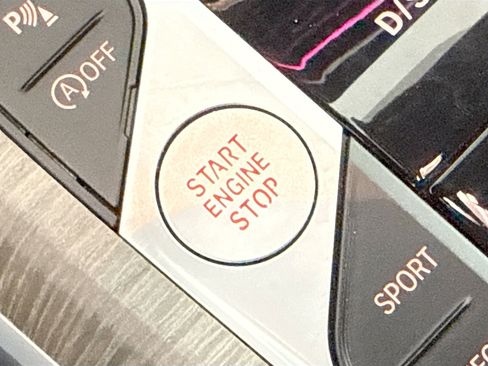 P
A OFF
START
ENGINE
STOP
D/S
SPORT